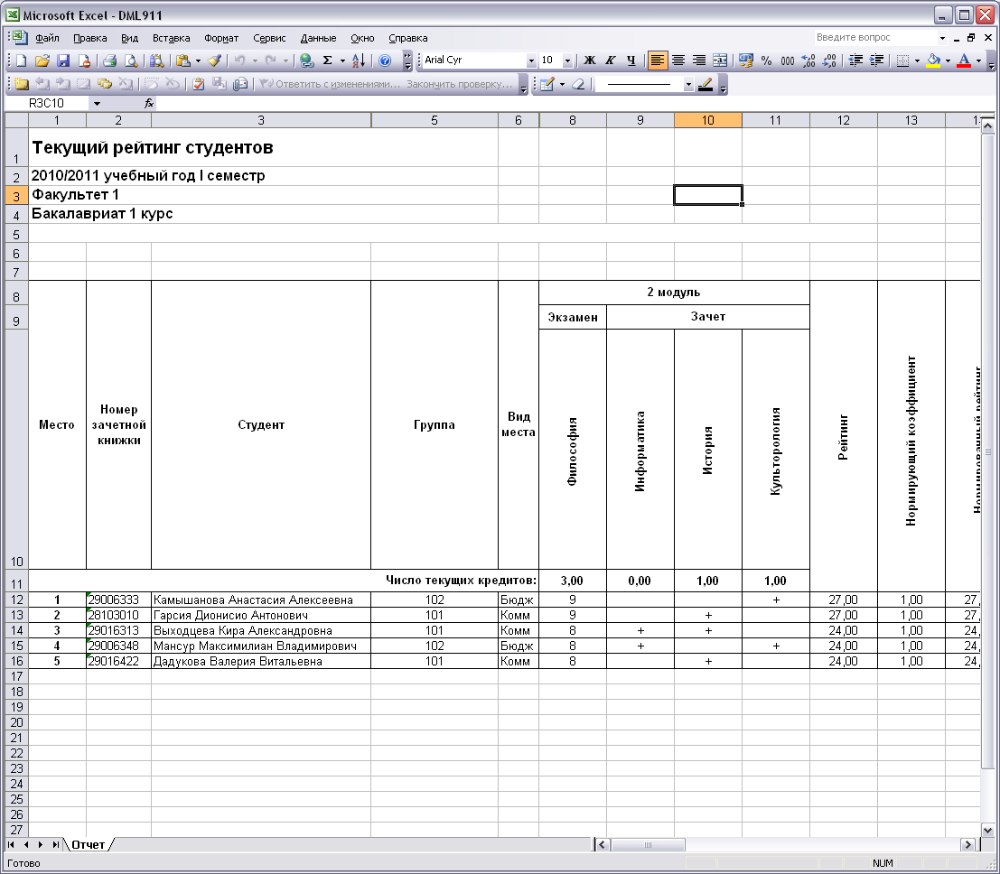 Microsoft Excel - DML911
Файл Правка Вид Вставка Формат Сервис Данные Окно Справка Введите вопрос
Arial Cyr 10 Ж К Ч % 000
Ответить с изменениями... Закончить проверку...
R3C10 fx
1 2 3 5 6 8 9 10 11 12 13
1 Текущий рейтинг студентов
2 2010/2011 учебный год I семестр
3 Факультет 1
4 Бакалавриат 1 курс
5
6
7
8 2 модуль
9 Экзамен Зачет
10 Место Номер зачетной книжки Студент Группа Вид места Философия Информатика История Культорология Рейтинг Нормирующий коэффициент Нормированный рейтинг
11 Число текущих кредитов: 3,00 0,00 1,00 1,00
12 1 29006333 Камышанова Анастасия Алексеевна 102 Бюдж 9 + 27,00 1,00 27,
13 2 28103010 Гарсия Дионисио Антонович 101 Комм 9 + 27,00 1,00 27,
14 3 29016313 Выходцева Кира Александровна 101 Комм 8 + + 24,00 1,00 24,
15 4 29006348 Мансур Максимилиан Владимирович 102 Бюдж 8 + + 24,00 1,00 24,
16 5 29016422 Дадукова Валерия Витальевна 101 Комм 8 + 24,00 1,00 24,
17
18
19
20
21
22
23
24
25
26
27
Отчет
Готово NUM